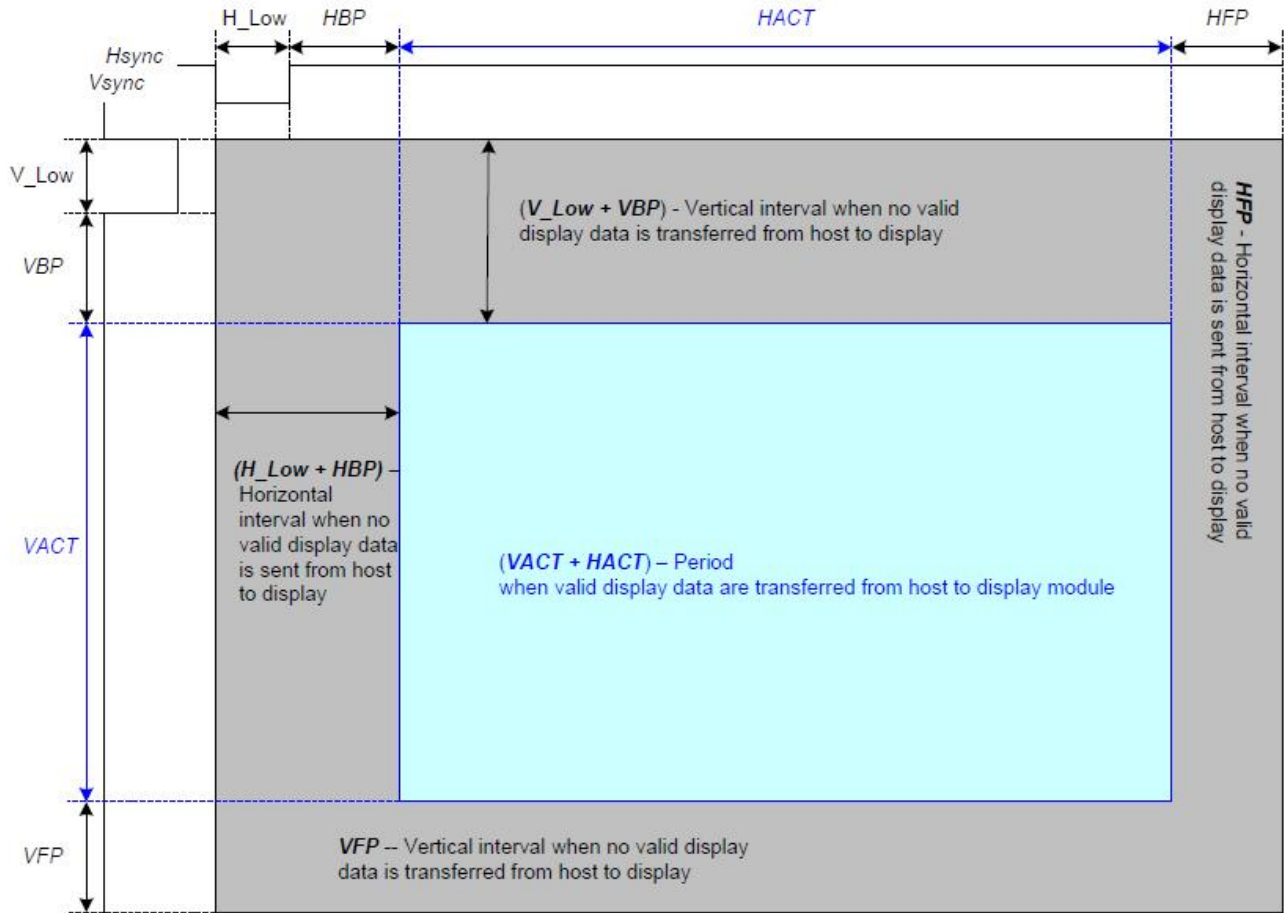 H_Low HBP HACT HFP
Hsync
Vsync
V_Low
(V_Low + VBP) - Vertical interval when no valid
display data is transferred from host to display
HFP - Horizontal interval when no valid
display data is sent from host to display
VBP
(H_Low + HBP) –
Horizontal
interval when no
valid display data
is sent from host
to display
VACT
(VACT + HACT) – Period
when valid display data are transferred from host to display module
VFP
VFP -- Vertical interval when no valid display
data is transferred from host to display